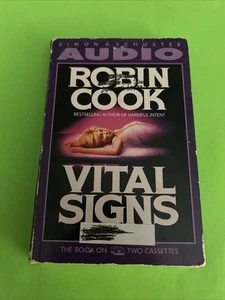 SIMON & SCHUSTER
AUDIO
ROBIN
COOK
BESTSELLING AUTHOR OF HARMFUL INTENT
VITAL
SIGNS
THE BOOK ON TWO CASSETTES